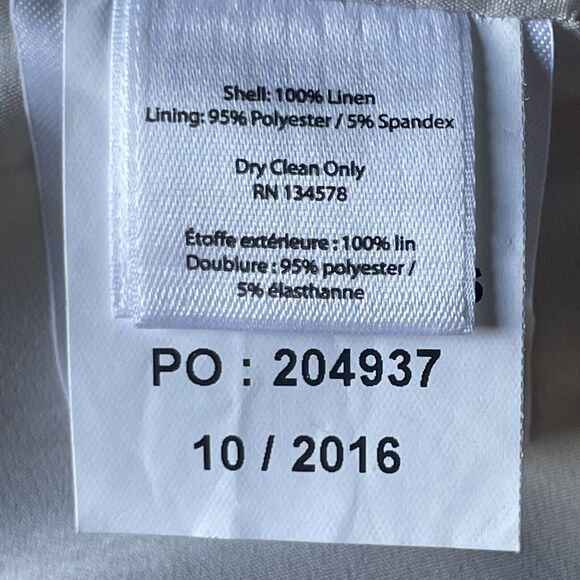 Shell: 100% Linen
Lining: 95% Polyester / 5% Spandex
Dry Clean Only
RN 134578
Étoffe extérieure : 100% lin
Doublure : 95% polyester /
5% élasthanne
PO : 204937
10 / 2016